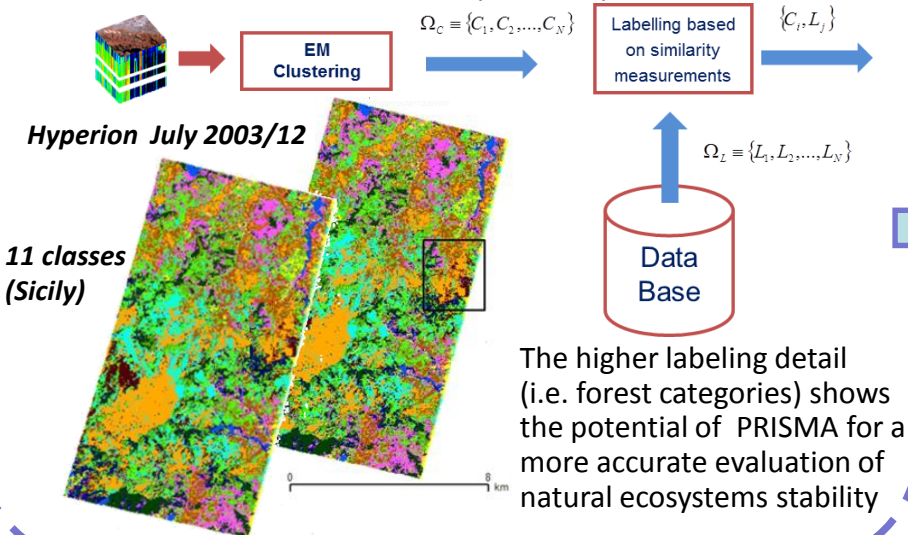 Ω_C ≡ {C_1, C_2,..., C_N}
{C_i, L_j}
EM
Clustering
Labelling based
on similarity
measurements
Hyperion July 2003/12
Ω_L ≡ {L_1, L_2,..., L_N}
11 classes
(Sicily)
Data
Base
The higher labeling detail
(i.e. forest categories) shows
the potential of PRISMA for a
more accurate evaluation of
natural ecosystems stability
0 8
km